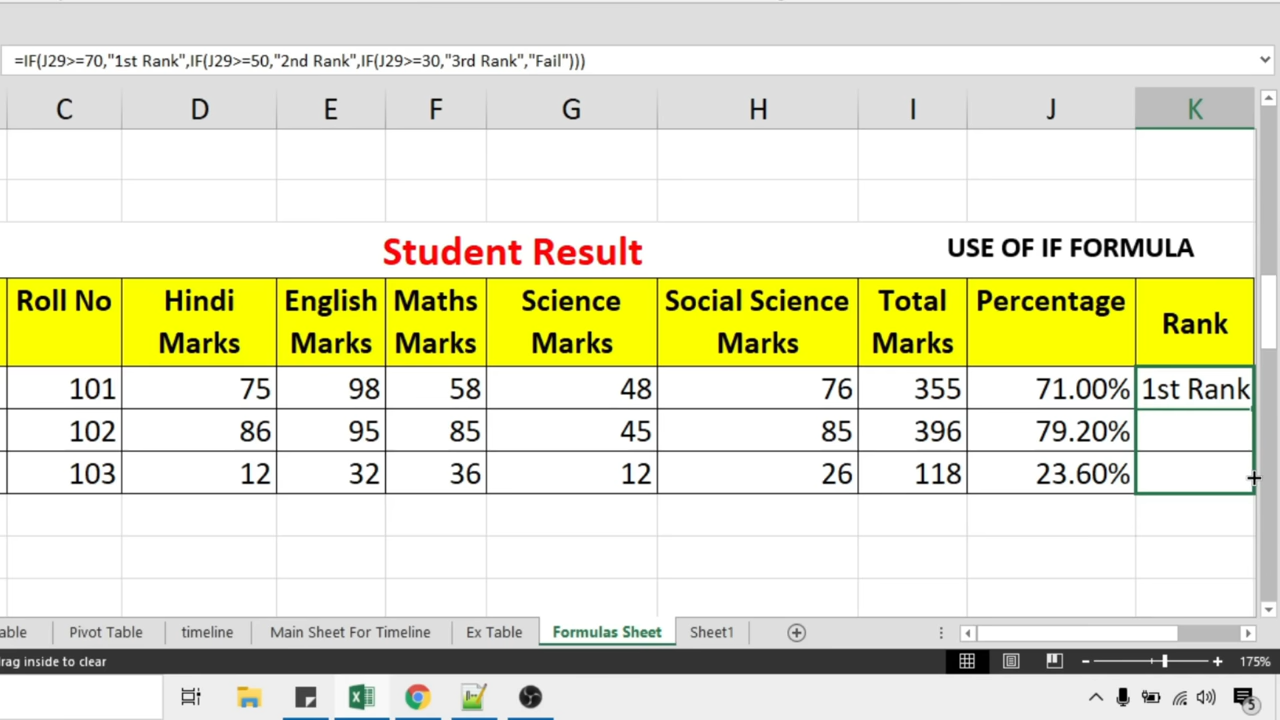 =IF(J29>=70,"1st Rank",IF(J29>=50,"2nd Rank",IF(J29>=30,"3rd Rank","Fail")))
C D E F G H I J K
Student Result USE OF IF FORMULA
Roll No Hindi Marks English Marks Maths Marks Science Marks Social Science Marks Total Marks Percentage Rank
101 75 98 58 48 76 355 71.00% 1st Rank
102 86 95 85 45 85 396 79.20%
103 12 32 36 12 26 118 23.60%
able Pivot Table timeline Main Sheet For Timeline Ex Table Formulas Sheet Sheet1
rag inside to clear 175%
5